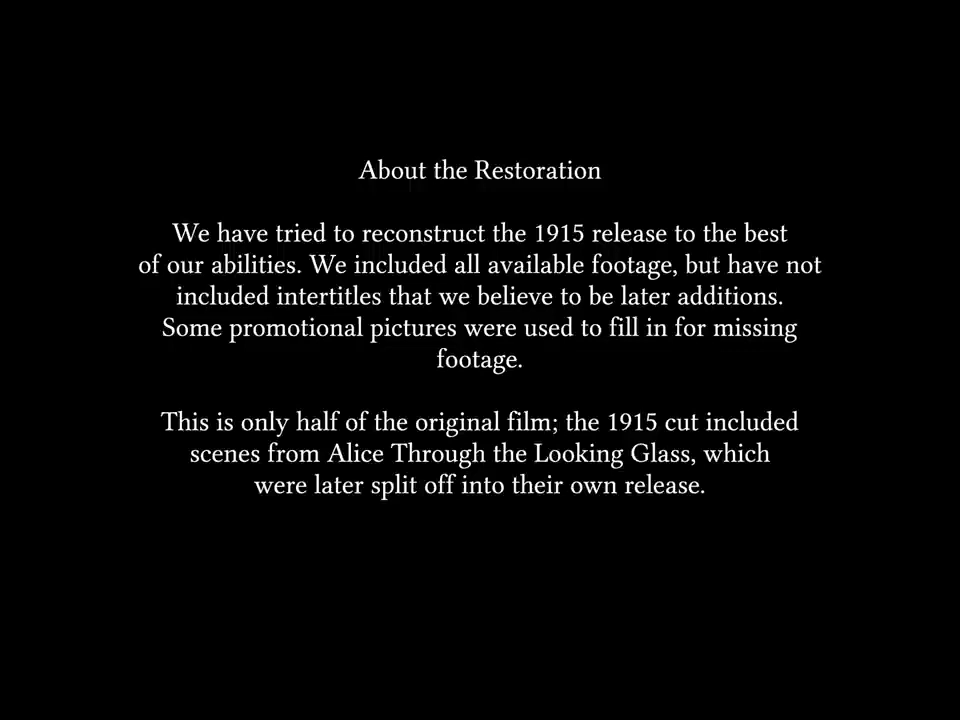 About the Restoration
We have tried to reconstruct the 1915 release to the best
of our abilities. We included all available footage, but have not
included intertitles that we believe to be later additions.
Some promotional pictures were used to fill in for missing
footage.
This is only half of the original film; the 1915 cut included
scenes from Alice Through the Looking Glass, which
were later split off into their own release.